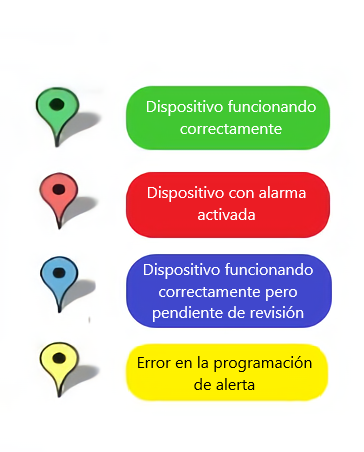 Dispositivo funcionando
correctamente
Dispositivo con alarma
activada
Dispositivo funcionando
correctamente pero
pendiente de revisión
Error en la programación
de alerta